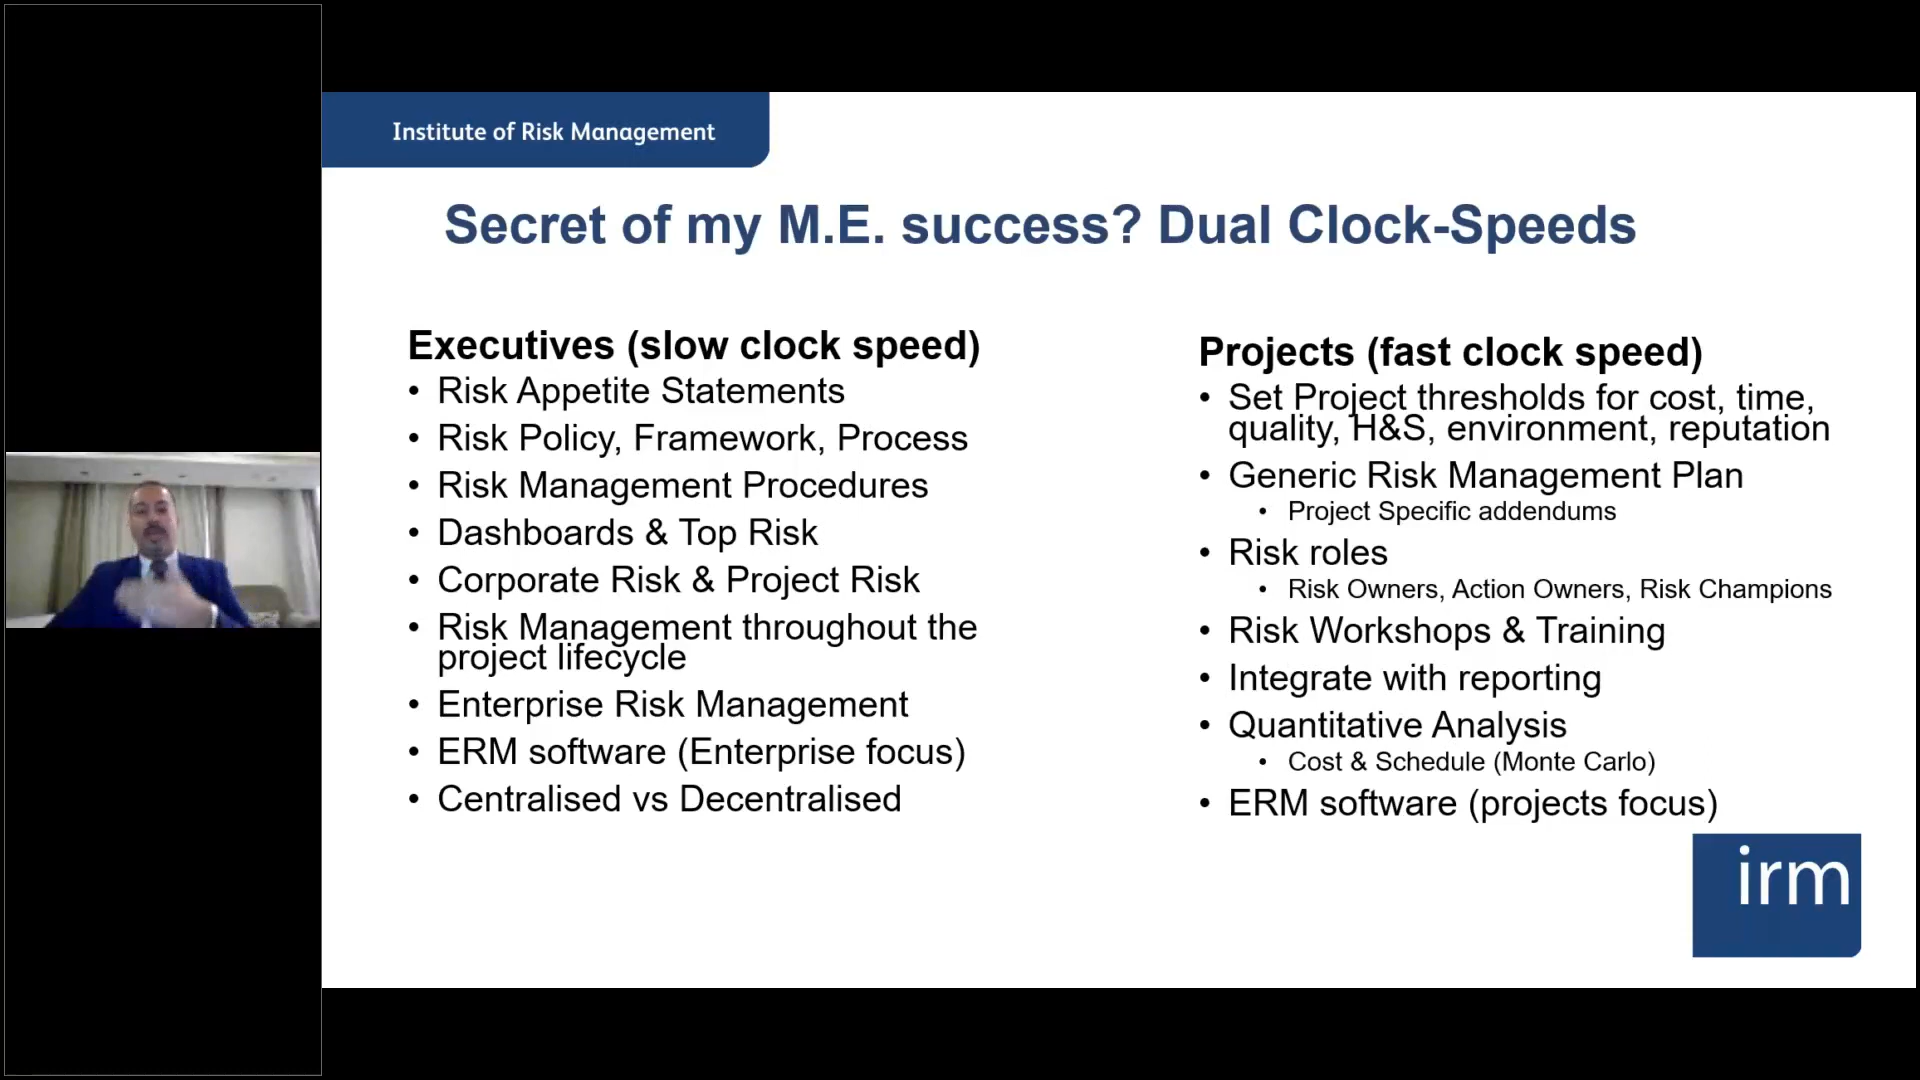 Institute of Risk Management
Secret of my M.E. success? Dual Clock-Speeds
Executives (slow clock speed)
• Risk Appetite Statements
• Risk Policy, Framework, Process
• Risk Management Procedures
• Dashboards & Top Risk
• Corporate Risk & Project Risk
• Risk Management throughout the
project lifecycle
• Enterprise Risk Management
• ERM software (Enterprise focus)
• Centralised vs Decentralised
Projects (fast clock speed)
• Set Project thresholds for cost, time,
quality, H&S, environment, reputation
• Generic Risk Management Plan
• Project Specific addendums
• Risk roles
• Risk Owners, Action Owners, Risk Champions
• Risk Workshops & Training
• Integrate with reporting
• Quantitative Analysis
• Cost & Schedule (Monte Carlo)
• ERM software (projects focus)
irm